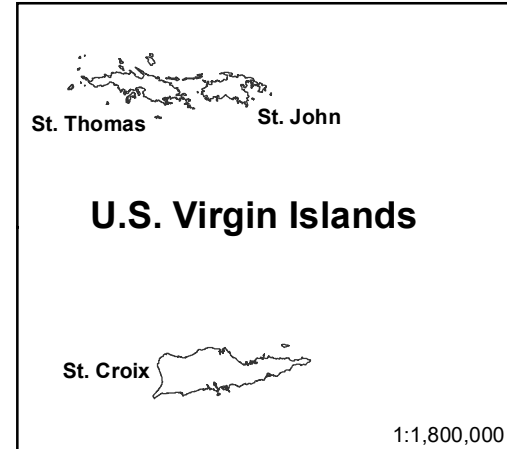 St. Thomas
St. John
U.S. Virgin Islands
St. Croix
1:1,800,000